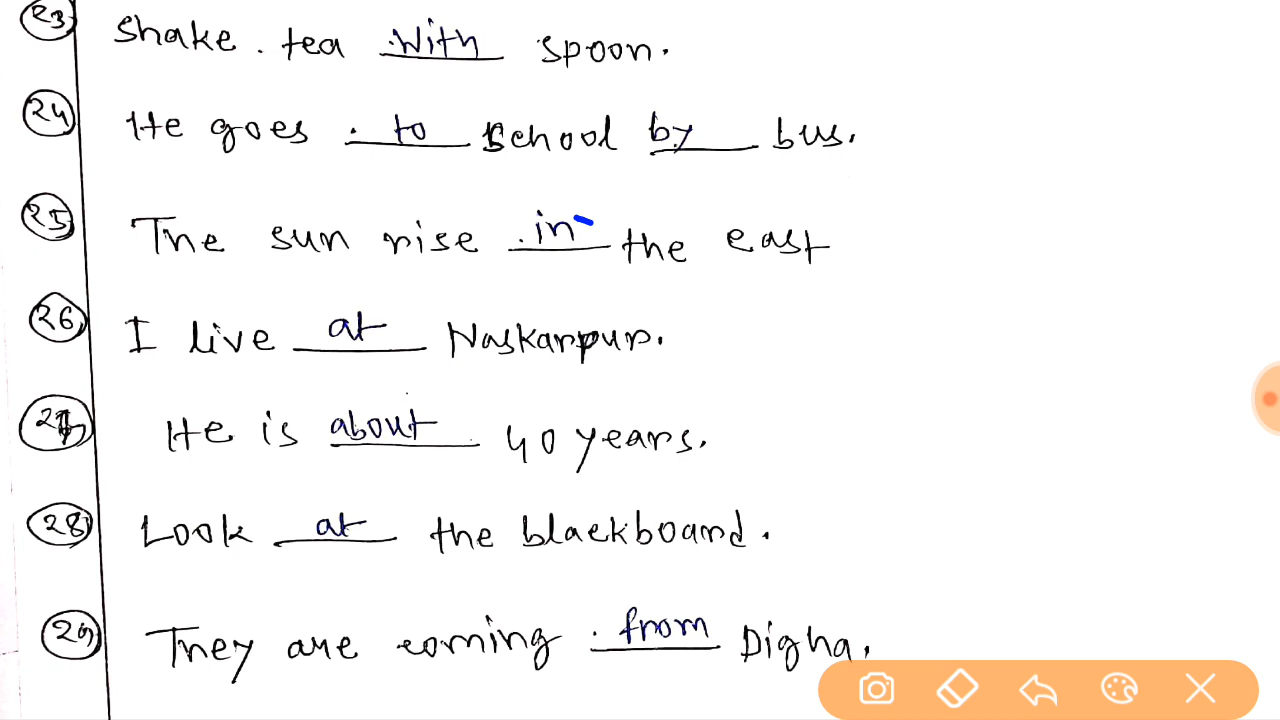 23 Shake . tea with spoon.
24 He goes to School by bus.
25 The sun rise in the east
26 I live at Naskarpur.
27 He is about 40 years.
28 Look at the blackboard.
29 They are coming from Digha.